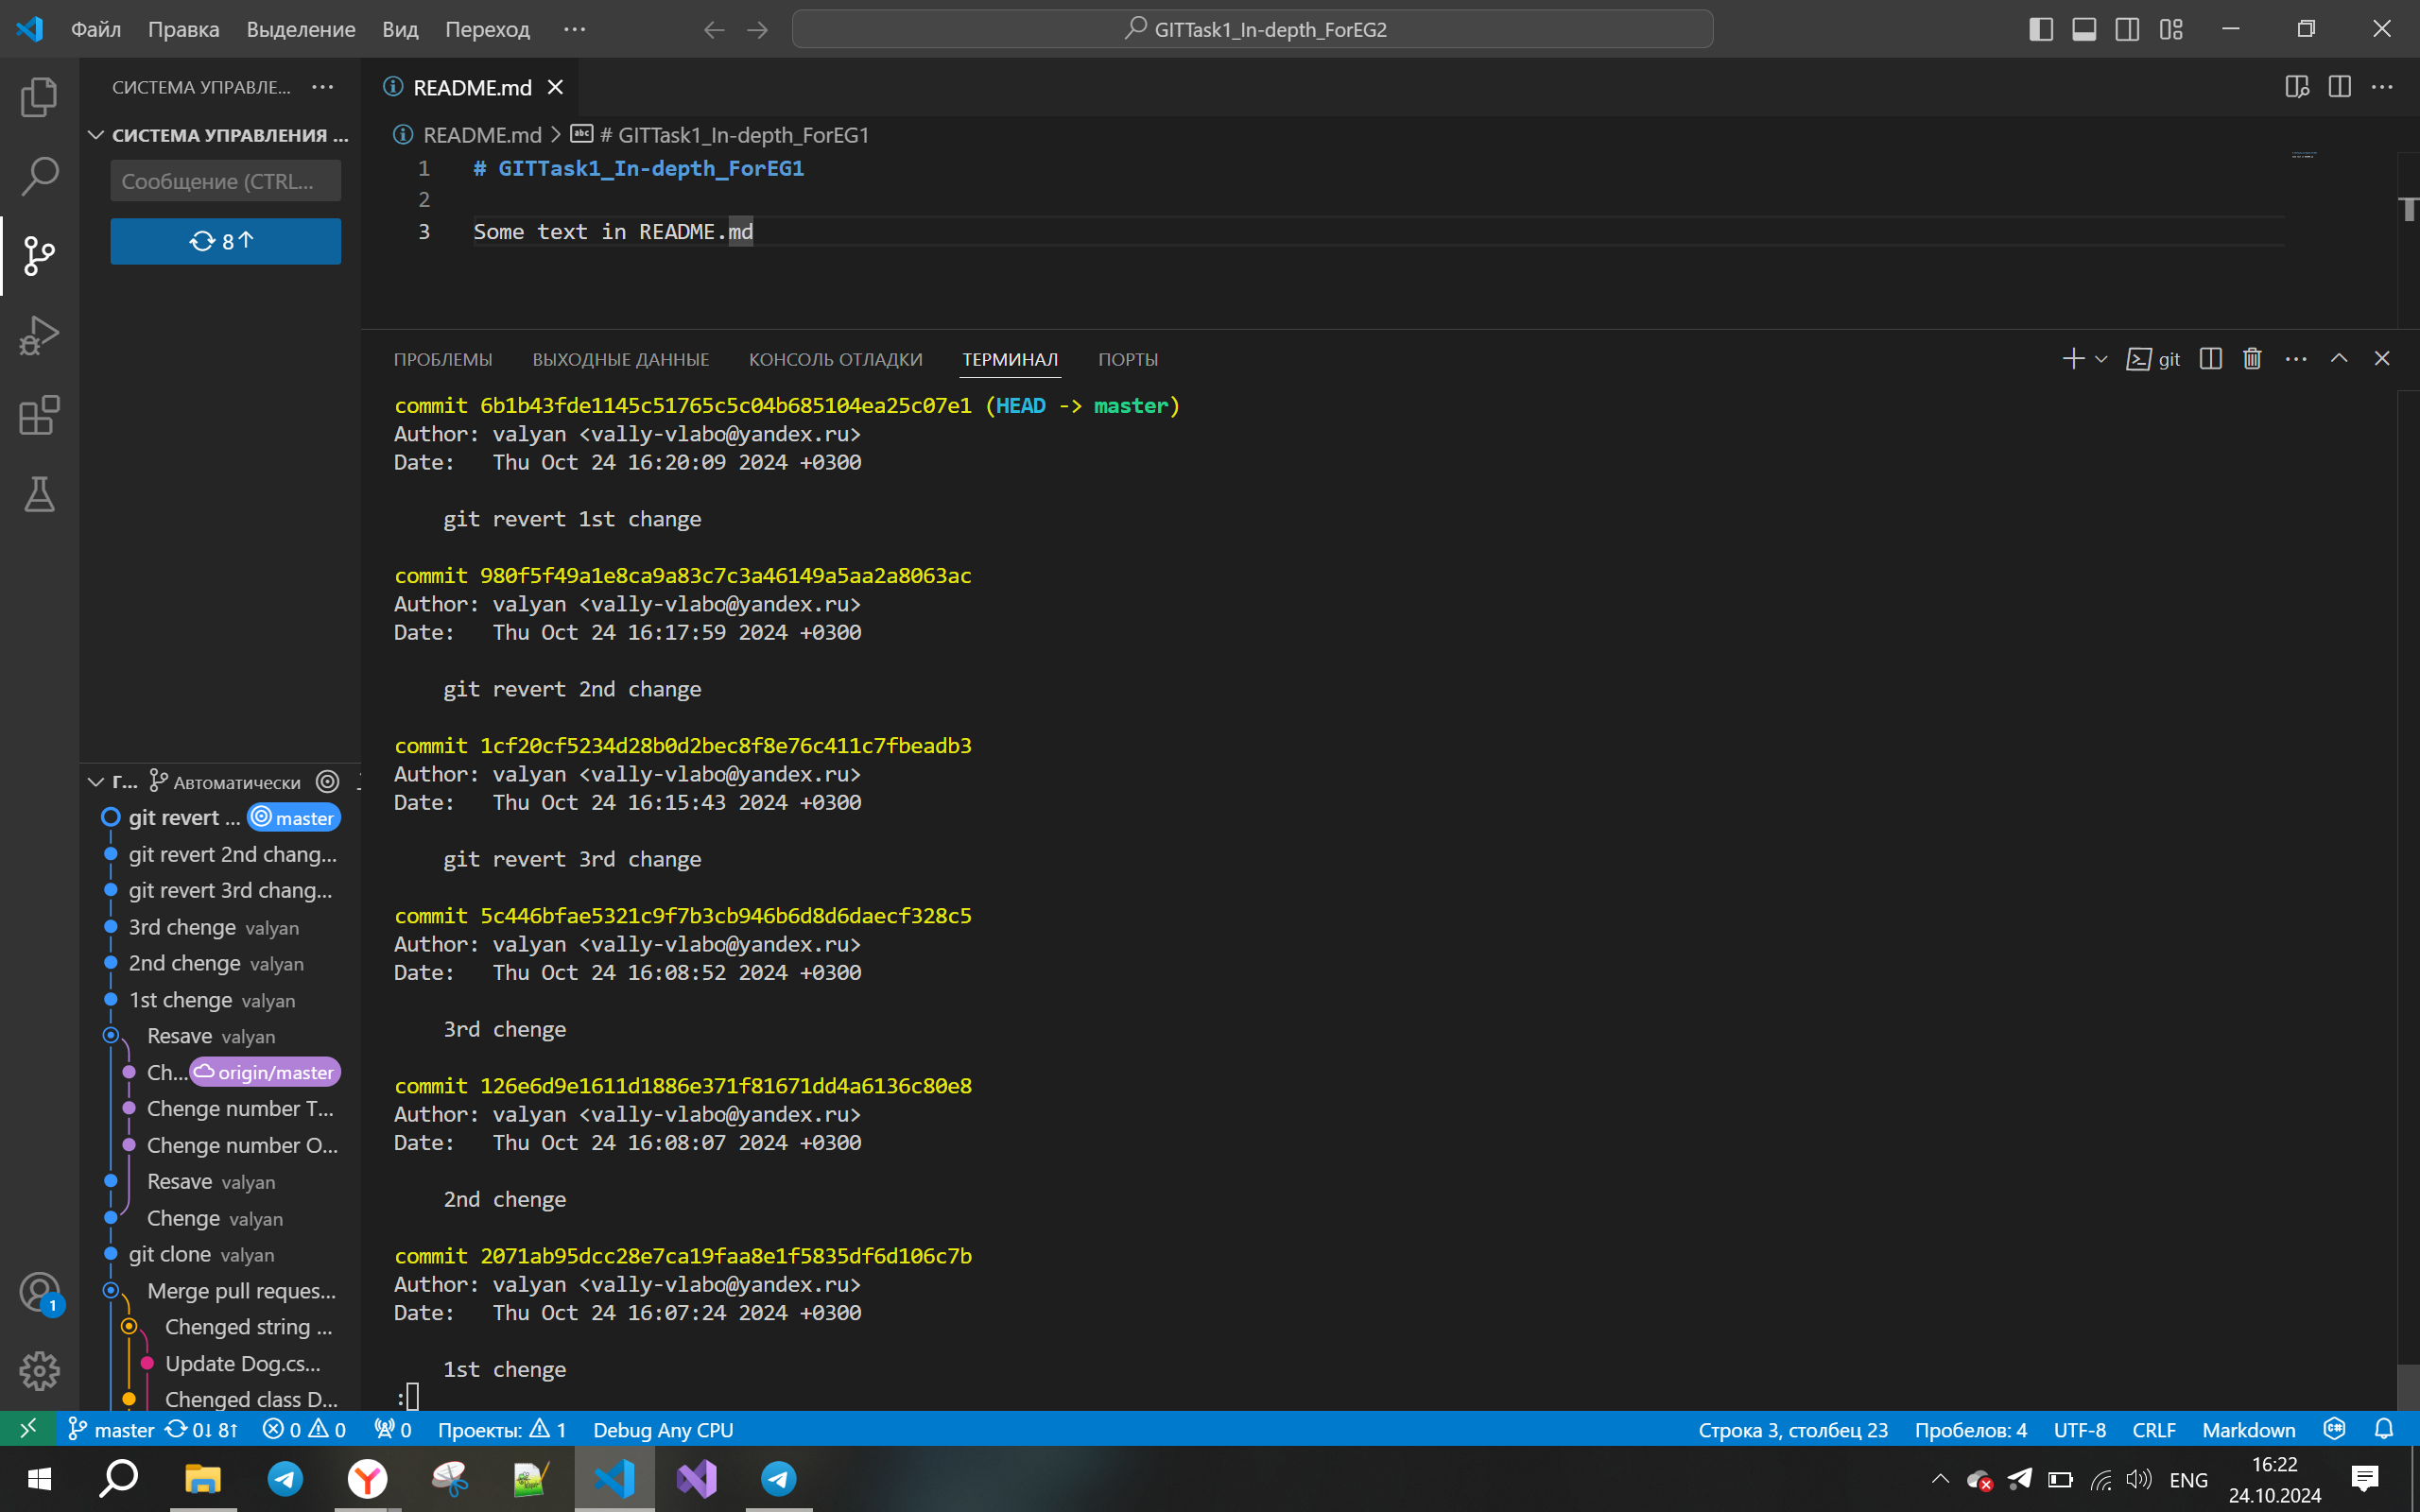 Файл Правка Выделение Вид Переход ··· GITTask1_In-depth_ForEG2
СИСТЕМА УПРАВЛЕ... ···
СИСТЕМА УПРАВЛЕНИЯ ...
Сообщение (CTRL...
8↑
README.md
README.md > # GITTask1_In-depth_ForEG1
1 # GITTask1_In-depth_ForEG1
2
3 Some text in README.md
ПРОБЛЕМЫ ВЫХОДНЫЕ ДАННЫЕ КОНСОЛЬ ОТЛАДКИ ТЕРМИНАЛ ПОРТЫ git
commit 6b1b43fde1145c51765c5c04b685104ea25c07e1 (HEAD -> master)
Author: valyan <vally-vlabo@yandex.ru>
Date:   Thu Oct 24 16:20:09 2024 +0300
git revert 1st change
commit 980f5f49a1e8ca9a83c7c3a46149a5aa2a8063ac
Author: valyan <vally-vlabo@yandex.ru>
Date:   Thu Oct 24 16:17:59 2024 +0300
git revert 2nd change
commit 1cf20cf5234d28b0d2bec8f8e76c411c7fbeadb3
Author: valyan <vally-vlabo@yandex.ru>
Date:   Thu Oct 24 16:15:43 2024 +0300
git revert 3rd change
commit 5c446bfae5321c9f7b3cb946b6d8d6daecf328c5
Author: valyan <vally-vlabo@yandex.ru>
Date:   Thu Oct 24 16:08:52 2024 +0300
3rd chenge
commit 126e6d9e1611d1886e371f81671dd4a6136c80e8
Author: valyan <vally-vlabo@yandex.ru>
Date:   Thu Oct 24 16:08:07 2024 +0300
2nd chenge
commit 2071ab95dcc28e7ca19faa8e1f5835df6d106c7b
Author: valyan <vally-vlabo@yandex.ru>
Date:   Thu Oct 24 16:07:24 2024 +0300
1st chenge
:
Г... Автоматически
git revert ... master
git revert 2nd chang...
git revert 3rd chang...
3rd chenge valyan
2nd chenge valyan
1st chenge valyan
Resave valyan
Ch... origin/master
Chenge number T...
Chenge number O...
Resave valyan
Chenge valyan
git clone valyan
Merge pull reques...
Chenged string ...
Update Dog.cs...
Chenged class D...
1
master 0↓ 8↑ 0 0 0 Проекты: 1 Debug Any CPU Строка 3, столбец 23 Пробелов: 4 UTF-8 CRLF Markdown
ENG 16:22
24.10.2024